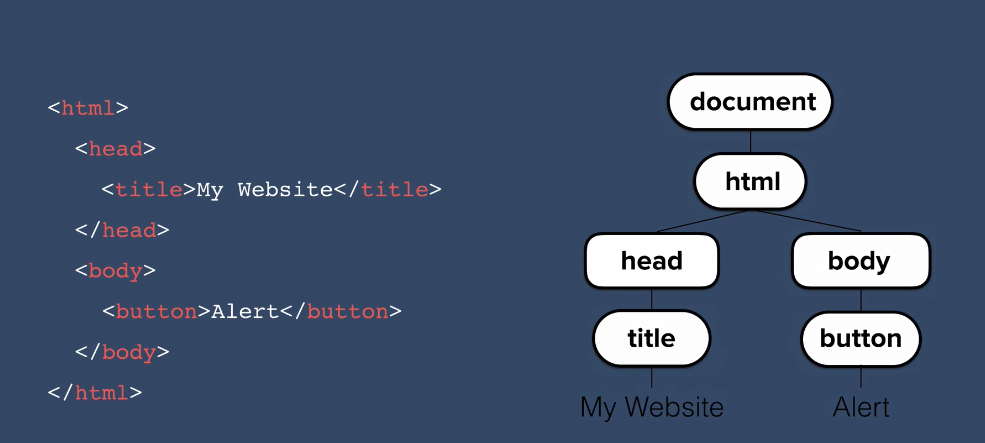 <html>
<head>
<title>My Website</title>
</head>
<body>
<button>Alert</button>
</body>
</html>
document
html
head body
title button
My Website Alert